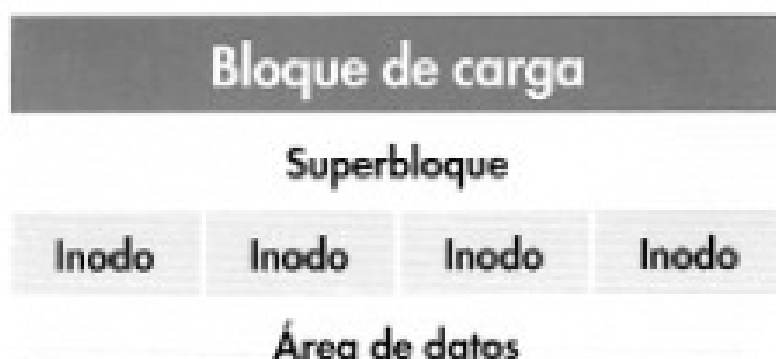 Bloque de carga
Superbloque
Inodo Inodo Inodo Inodo
Área de datos